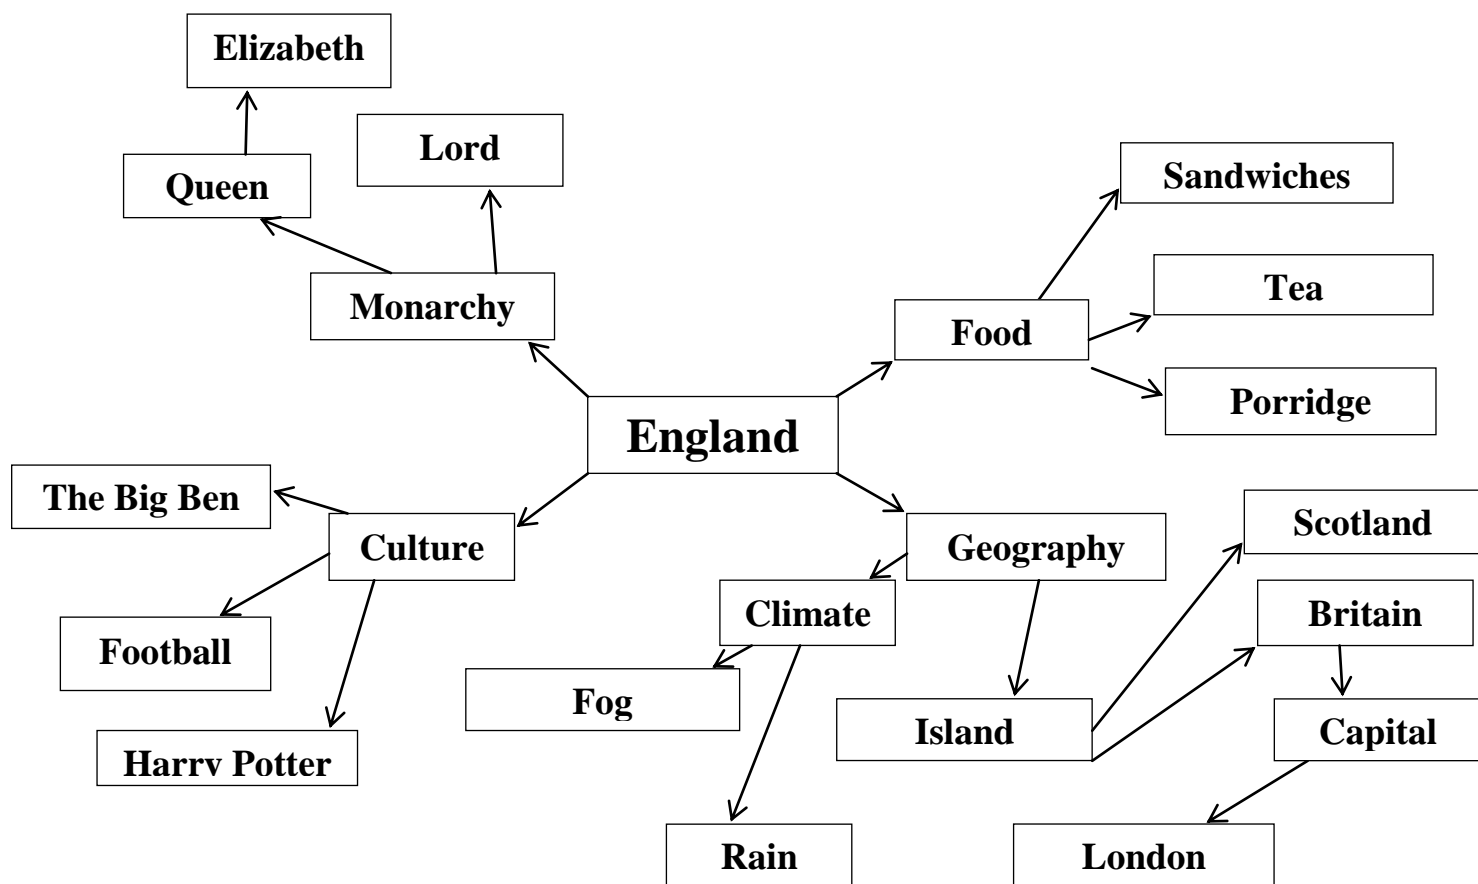 Elizabeth
Lord
Queen
Sandwiches
Monarchy
Tea
Food
Porridge
England
The Big Ben
Culture
Geography
Scotland
Climate
Britain
Football
Fog
Island
Capital
Harry Potter
Rain
London